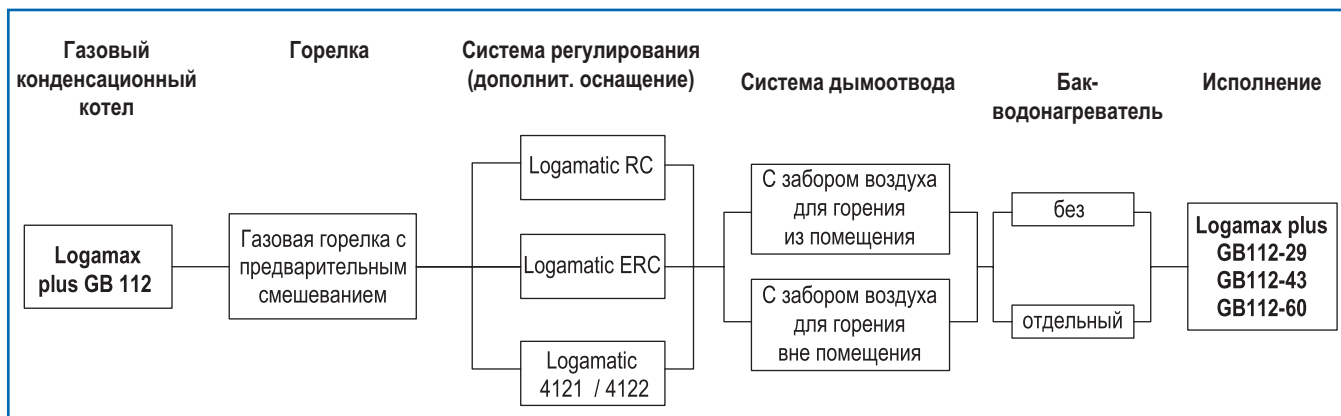 Газовый
конденсационный
котел
Горелка
Система регулирования
(дополнит. оснащение)
Система дымоотвода
Бак-
водонагреватель
Исполнение
Logamax
plus GB 112
Газовая горелка с
предварительным
смешеванием
Logamatic RC
Logamatic ERC
Logamatic
4121 / 4122
С забором воздуха
для горения
из помещения
С забором воздуха
для горения
вне помещения
без
отдельный
Logamax plus
GB112-29
GB112-43
GB112-60